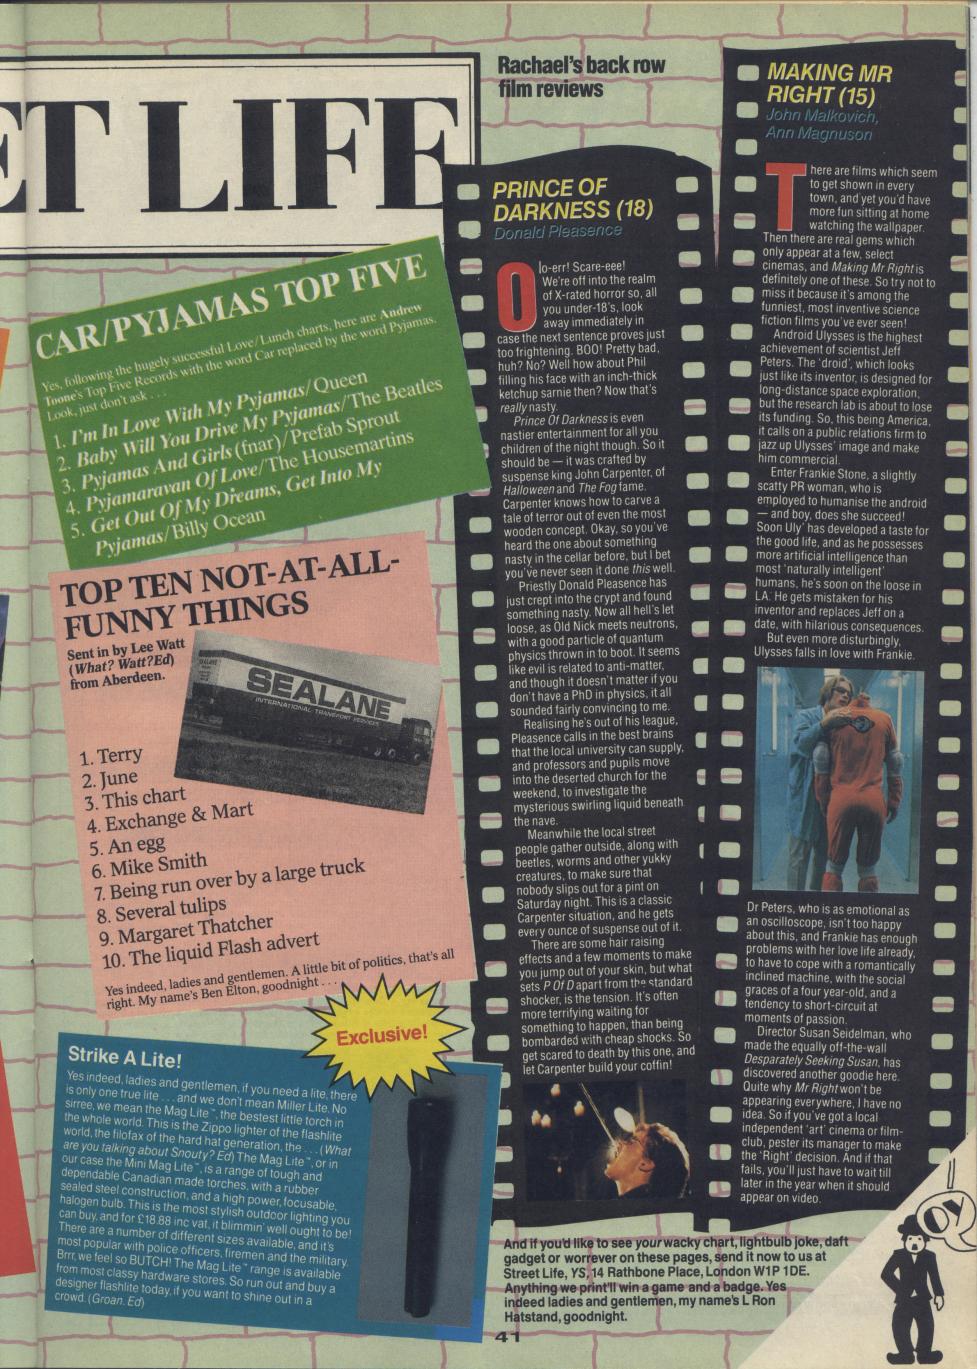 ET LIFE
CAR/PYJAMAS TOP FIVE
Yes, following the hugely successful Love/Lunch charts, here are Andrew
Toone's Top Five Records with the word Car replaced by the word Pyjamas.
Look, just don't ask . . .
1. I'm In Love With My Pyjamas/Queen
2. Baby Will You Drive My Pyjamas/The Beatles
3. Pyjamas And Girls (fnar)/Prefab Sprout
4. Pyjamaravan Of Love/The Housemartins
5. Get Out Of My Dreams, Get Into My
Pyjamas/Billy Ocean
TOP TEN NOT-AT-ALL-
FUNNY THINGS
Sent in by Lee Watt
(What? Watt?Ed)
from Aberdeen.
SEALANE
INTERNATIONAL TRANSPORT SERVICES
1. Terry
2. June
3. This chart
4. Exchange & Mart
5. An egg
6. Mike Smith
7. Being run over by a large truck
8. Several tulips
9. Margaret Thatcher
10. The liquid Flash advert
Yes indeed, ladies and gentlemen. A little bit of politics, that's all
right. My name's Ben Elton, goodnight . . .
Exclusive!
Strike A Lite!
Yes indeed, ladies and gentlemen, if you need a lite, there
is only one true lite . . . and we don't mean Miller Lite. No
sirree, we mean the Mag Lite™, the bestest little torch in
the whole world. This is the Zippo lighter of the flashlite
world, the filofax of the hard hat generation, the . . . (What
are you talking about Snouty? Ed) The Mag Lite™, or in
our case the Mini Mag Lite™, is a range of tough and
dependable Canadian made torches, with a rubber
sealed steel construction, and a high power, focusable,
halogen bulb. This is the most stylish outdoor lighting you
can buy, and for £18.88 inc vat, it blimmin' well ought to be!
There are a number of different sizes available, and it's
most popular with police officers, firemen and the military.
Brrr, we feel so BUTCH! The Mag Lite™ range is available
from most classy hardware stores. So run out and buy a
designer flashlite today, if you want to shine out in a
crowd. (Groan. Ed)
Rachael's back row
film reviews
PRINCE OF
DARKNESS (18)
Donald Pleasence
Olo-err! Scare-eee!
We're off into the realm
of X-rated horror so, all
you under-18's, look
away immediately in
case the next sentence proves just
too frightening. BOO! Pretty bad,
huh? No? Well how about Phil
filling his face with an inch-thick
ketchup sarnie then? Now that's
really nasty.
Prince Of Darkness is even
nastier entertainment for all you
children of the night though. So it
should be — it was crafted by
suspense king John Carpenter, of
Halloween and The Fog fame.
Carpenter knows how to carve a
tale of terror out of even the most
wooden concept. Okay, so you've
heard the one about something
nasty in the cellar before, but I bet
you've never seen it done this well.
Priestly Donald Pleasence has
just crept into the crypt and found
something nasty. Now all hell's let
loose, as Old Nick meets neutrons,
with a good particle of quantum
physics thrown in to boot. It seems
like evil is related to anti-matter,
and though it doesn't matter if you
don't have a PhD in physics, it all
sounded fairly convincing to me.
Realising he's out of his league,
Pleasence calls in the best brains
that the local university can supply,
and professors and pupils move
into the deserted church for the
weekend, to investigate the
mysterious swirling liquid beneath
the nave.
Meanwhile the local street
people gather outside, along with
beetles, worms and other yukky
creatures, to make sure that
nobody slips out for a pint on
Saturday night. This is a classic
Carpenter situation, and he gets
every ounce of suspense out of it.
There are some hair raising
effects and a few moments to make
you jump out of your skin, but what
sets P Of D apart from the standard
shocker, is the tension. It's often
more terrifying waiting for
something to happen, than being
bombarded with cheap shocks. So
get scared to death by this one, and
let Carpenter build your coffin!
MAKING MR
RIGHT (15)
John Malkovich,
Ann Magnuson
There are films which seem
to get shown in every
town, and yet you'd have
more fun sitting at home
watching the wallpaper.
Then there are real gems which
only appear at a few, select
cinemas, and Making Mr Right is
definitely one of these. So try not to
miss it because it's among the
funniest, most inventive science
fiction films you've ever seen!
Android Ulysses is the highest
achievement of scientist Jeff
Peters. The 'droid', which looks
just like its inventor, is designed for
long-distance space exploration,
but the research lab is about to lose
its funding. So, this being America,
it calls on a public relations firm to
jazz up Ulysses' image and make
him commercial.
Enter Frankie Stone, a slightly
scatty PR woman, who is
employed to humanise the android
— and boy, does she succeed!
Soon Uly' has developed a taste for
the good life, and as he possesses
more artificial intelligence than
most 'naturally intelligent'
humans, he's soon on the loose in
LA. He gets mistaken for his
inventor and replaces Jeff on a
date, with hilarious consequences.
But even more disturbingly,
Ulysses falls in love with Frankie.
Dr Peters, who is as emotional as
an oscilloscope, isn't too happy
about this, and Frankie has enough
problems with her love life already,
to have to cope with a romantically
inclined machine, with the social
graces of a four year-old, and a
tendency to short-circuit at
moments of passion.
Director Susan Seidelman, who
made the equally off-the-wall
Desparately Seeking Susan, has
discovered another goodie here.
Quite why Mr Right won't be
appearing everywhere, I have no
idea. So if you've got a local
independent 'art' cinema or film-
club, pester its manager to make
the 'Right' decision. And if that
fails, you'll just have to wait till
later in the year when it should
appear on video.
And if you'd like to see your wacky chart, lightbulb joke, daft
gadget or worrever on these pages, send it now to us at
Street Life, YS, 14 Rathbone Place, London W1P 1DE.
Anything we print'll win a game and a badge. Yes
indeed ladies and gentlemen, my name's L Ron
Hatstand, goodnight.
OY
41